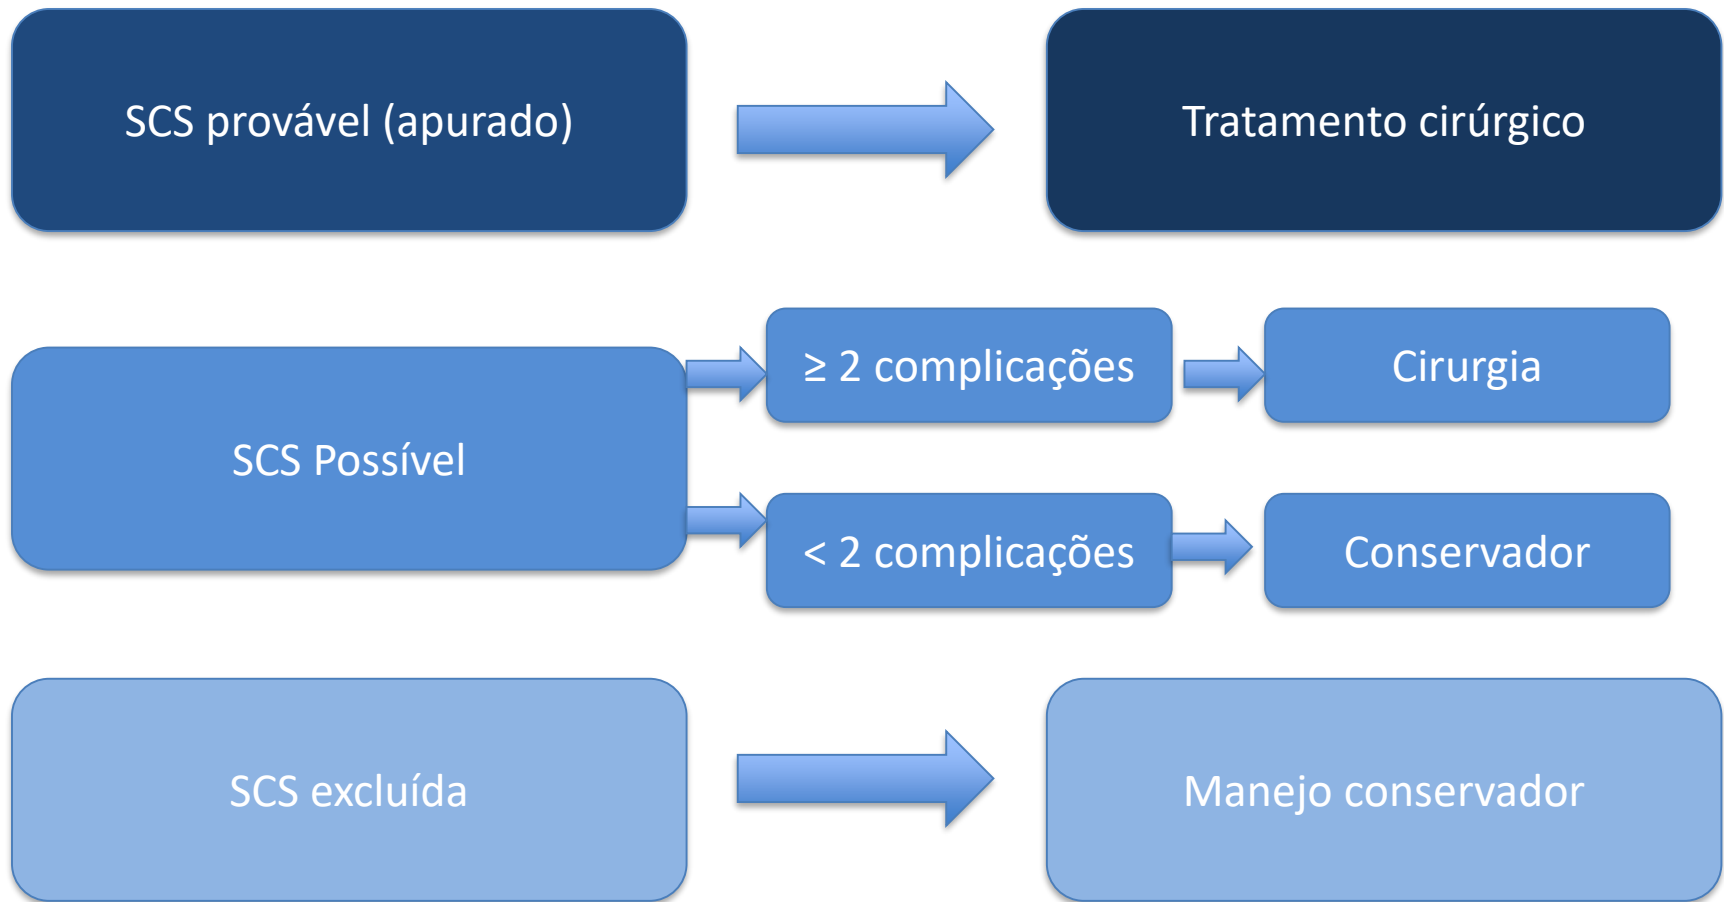 SCS provável (apurado)
Tratamento cirúrgico
≥ 2 complicações
Cirurgia
SCS Possível
< 2 complicações
Conservador
SCS excluída
Manejo conservador